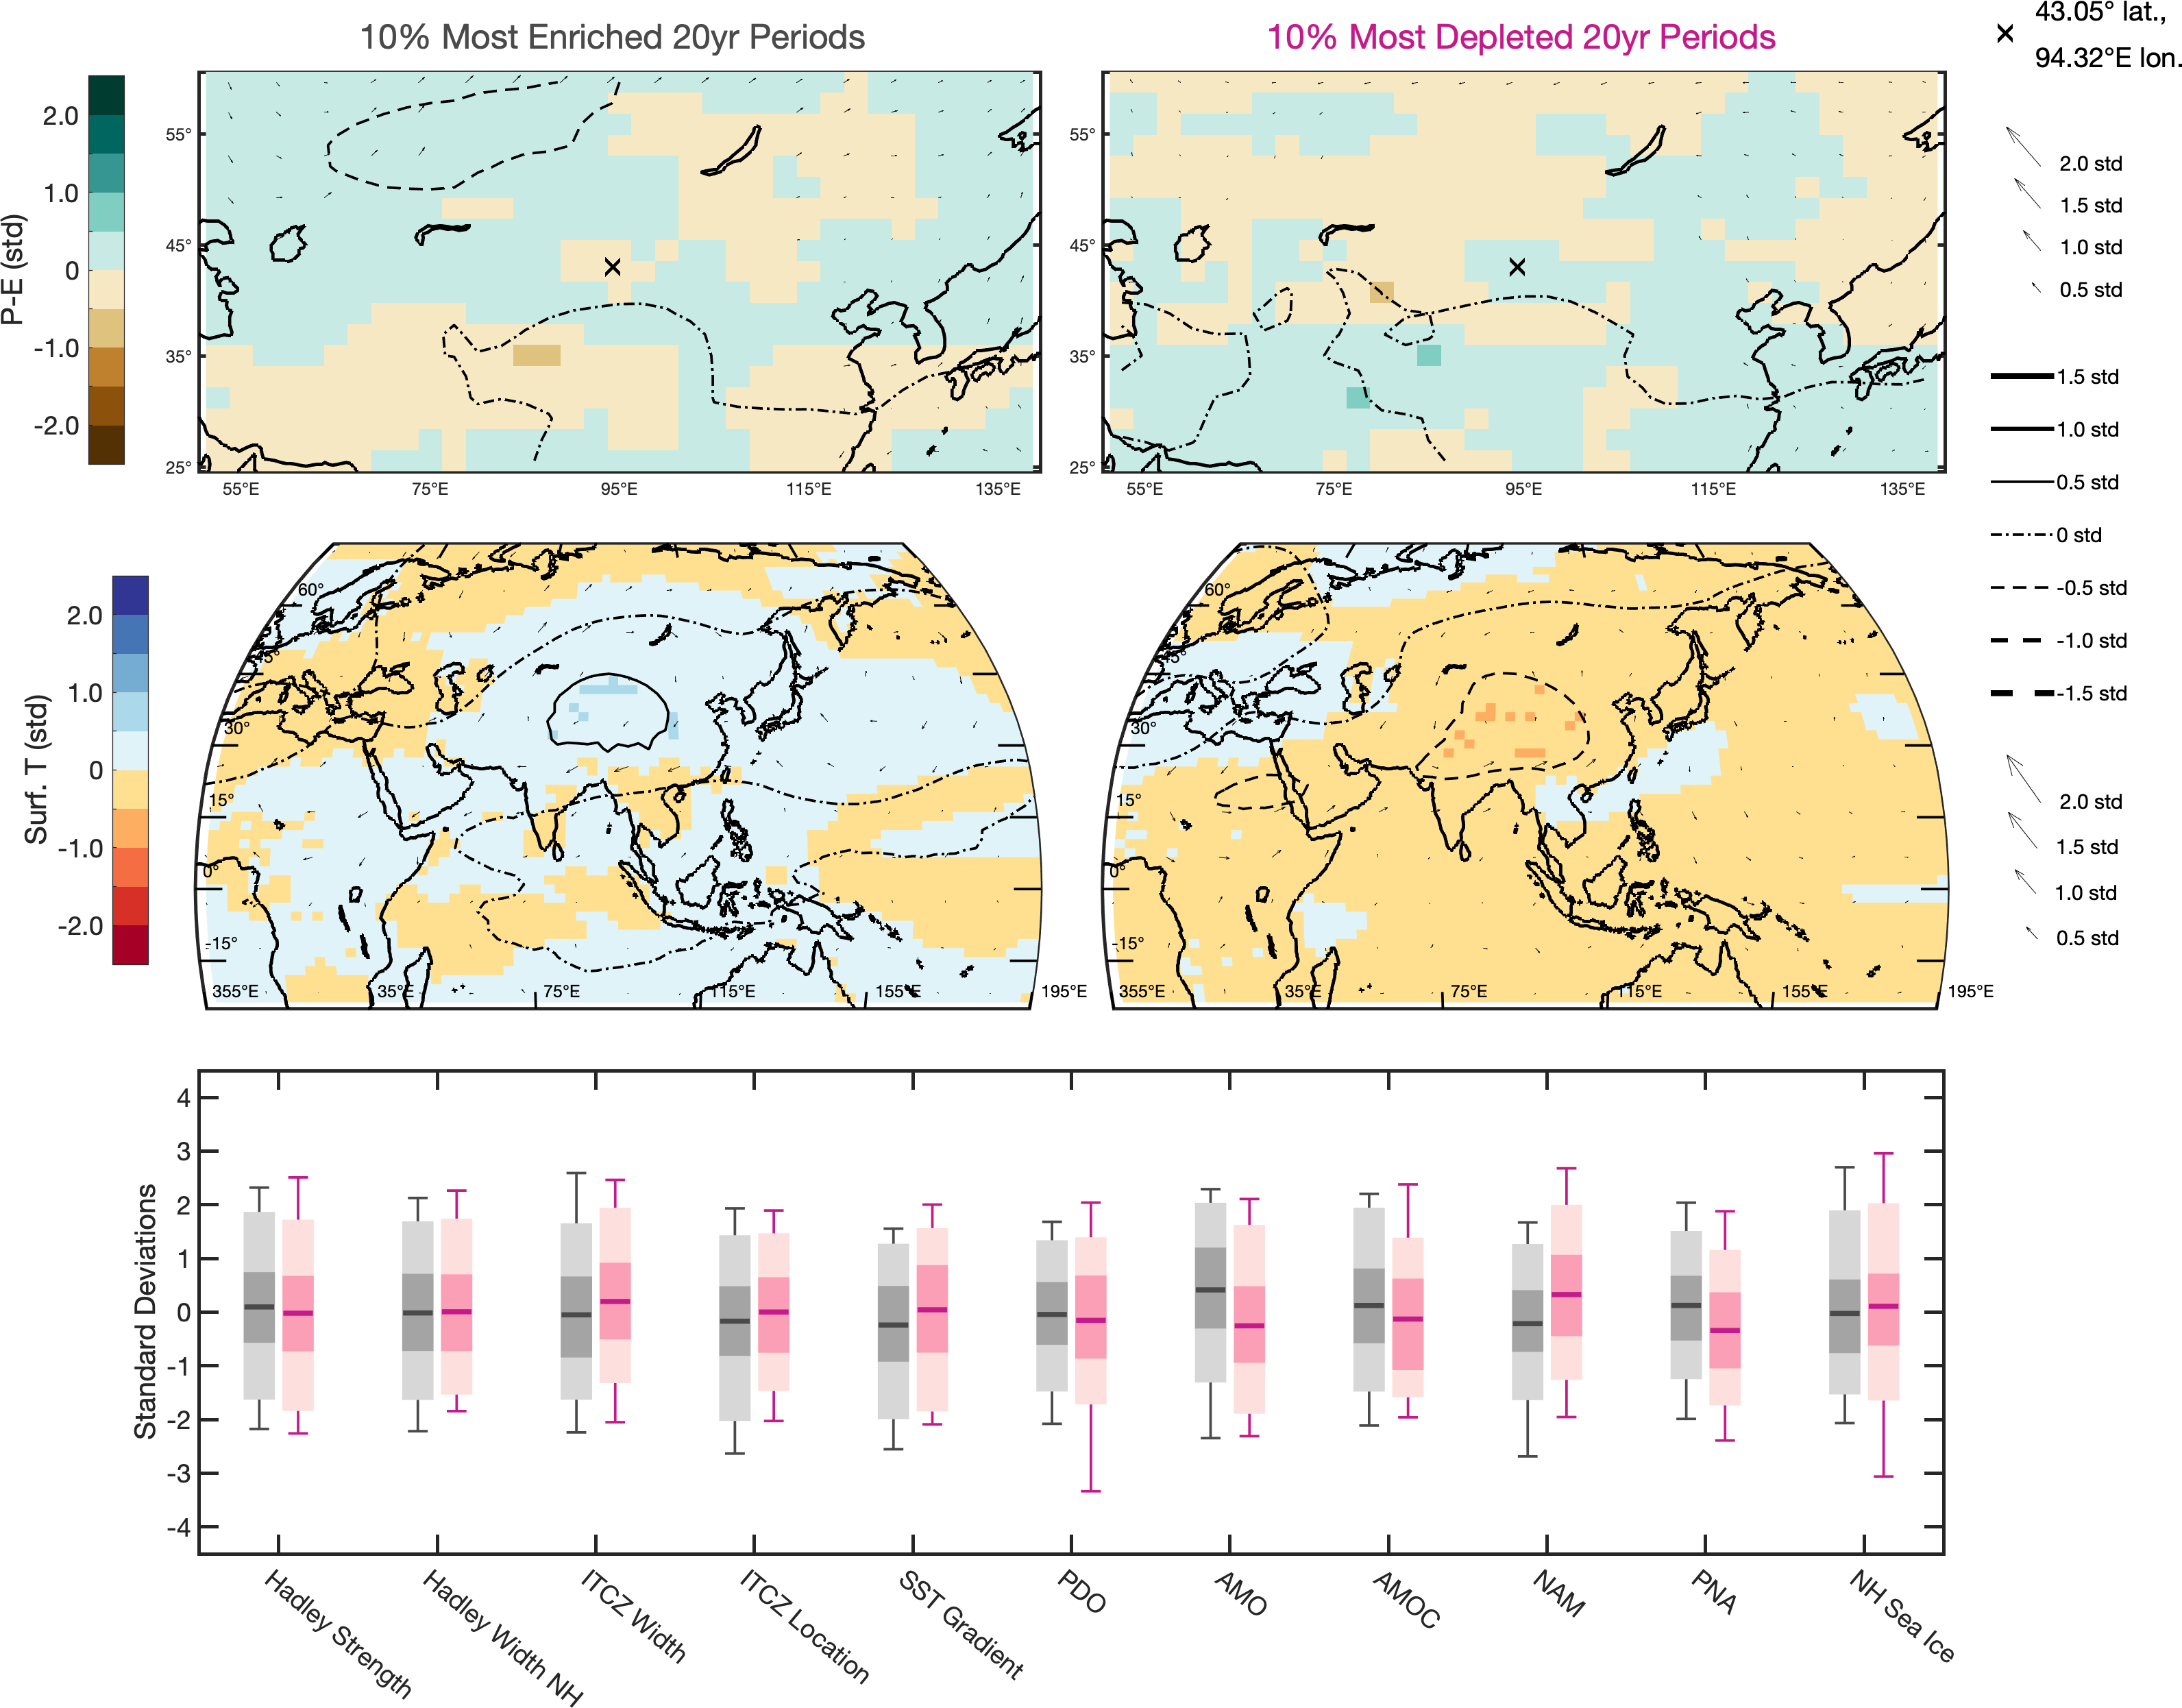 10% Most Enriched 20yr Periods
10% Most Depleted 20yr Periods
43.05° lat.,
94.32°E lon.
P-E (std)
2.0
1.0
0
-1.0
-2.0
55°
45°
35°
25°
55°E
75°E
95°E
115°E
135°E
55°
45°
35°
25°
55°E
75°E
95°E
115°E
135°E
2.0 std
1.5 std
1.0 std
0.5 std
1.5 std
1.0 std
0.5 std
0 std
-0.5 std
-1.0 std
-1.5 std
2.0 std
1.5 std
1.0 std
0.5 std
Surf. T (std)
2.0
1.0
0
-1.0
-2.0
60°
30°
15°
0°
-15°
355°E
35°E
75°E
115°E
155°E
195°E
60°
30°
15°
0°
-15°
355°E
35°E
75°E
115°E
155°E
195°E
Standard Deviations
4
3
2
1
0
-1
-2
-3
-4
Hadley Strength
Hadley Width NH
ITCZ Width
ITCZ Location
SST Gradient
PDO
AMO
AMOC
NAM
PNA
NH Sea Ice